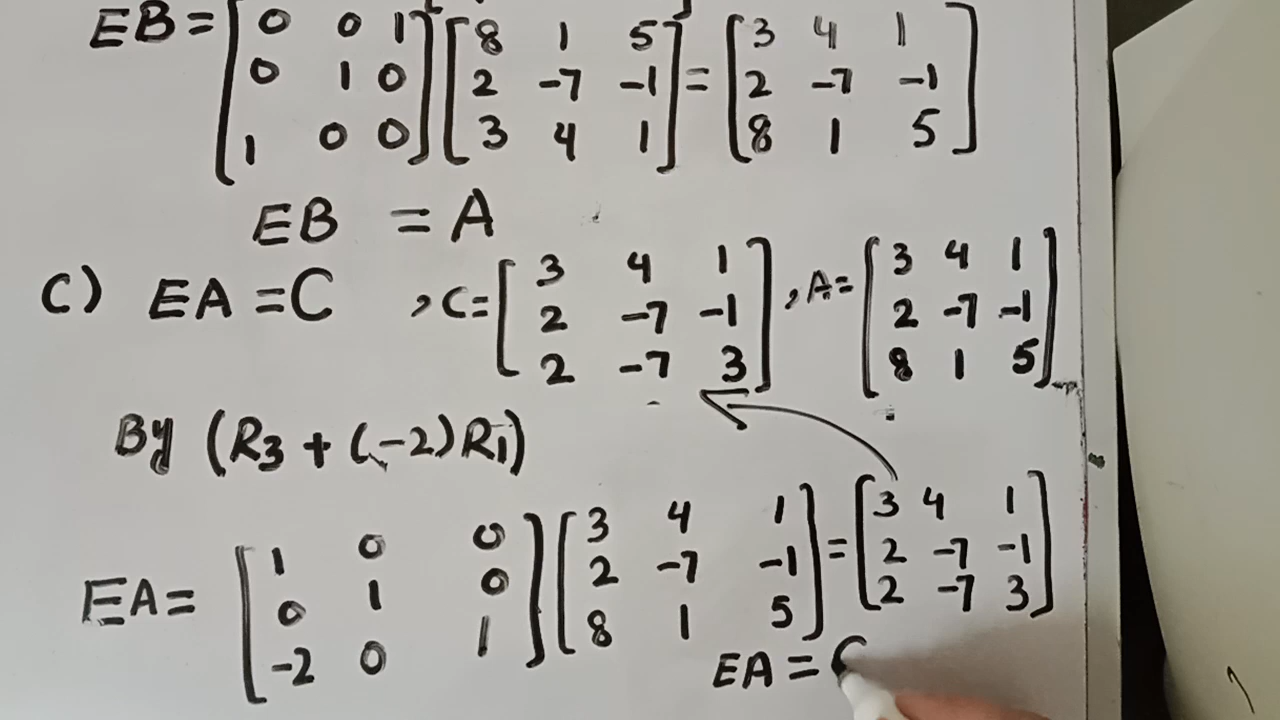 EB = [0 0 1] [8 1 5] = [3 4 1]
[0 1 0] [2 -7 -1] [2 -7 -1]
[1 0 0] [3 4 1] [8 1 5]
EB = A
C) EA = C , C = [3 4 1] , A = [3 4 1]
[2 -7 -1] [2 -7 -1]
[2 -7 3] [8 1 5]
By (R3 + (-2)R1)
EA = [1 0 0] [3 4 1] = [3 4 1]
[0 1 0] [2 -7 -1] [2 -7 -1]
[-2 0 1] [8 1 5] [2 -7 3]
EA = C